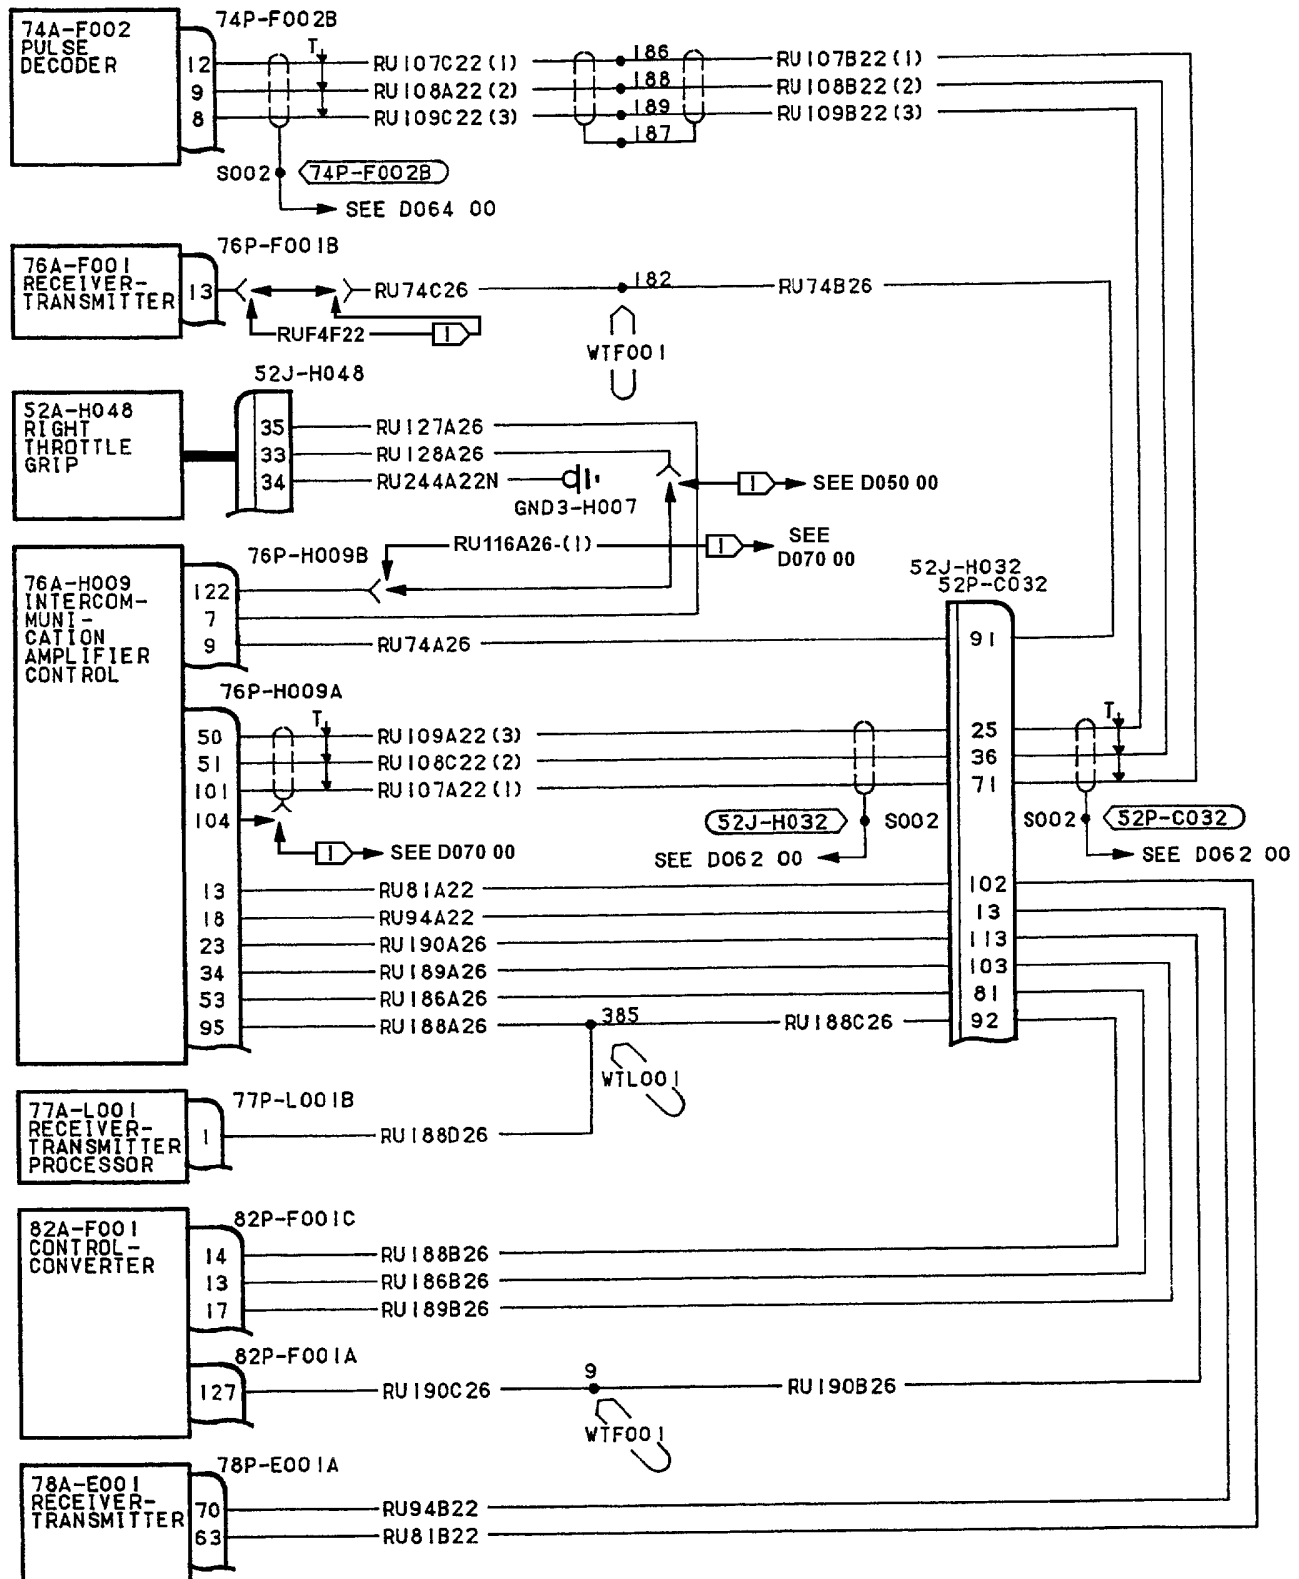 74A-F002
PULSE
DECODER
74P-F002B
12
9
8
T
RU107C22 (1)
RU108A22 (2)
RU109C22 (3)
186
188
189
187
RU107B22 (1)
RU108B22 (2)
RU109B22 (3)
S002
74P-F002B
SEE D064 00
76A-F001
RECEIVER-
TRANSMITTER
76P-F001B
13
RU74C26
182
RU74B26
RUF4F22
1
WTF001
52A-H048
RIGHT
THROTTLE
GRIP
52J-H048
35
33
34
RU127A26
RU128A26
RU244A22N
GND3-H007
1
SEE D050 00
RU116A26-(1)
1
SEE
D070 00
76A-H009
INTERCOM-
MUNI-
CATION
AMPLIFIER
CONTROL
76P-H009B
122
7
9
RU74A26
52J-H032
52P-C032
91
76P-H009A
50
51
101
104
T
RU109A22 (3)
RU108C22 (2)
RU107A22 (1)
25
36
71
T
1
SEE D070 00
52J-H032
S002
SEE D062 00
S002
52P-C032
SEE D062 00
13
18
23
34
53
95
RU81A22
RU94A22
RU190A26
RU189A26
RU186A26
RU188A26
385
RU188C26
102
13
113
103
81
92
WTL001
77A-L001
RECEIVER-
TRANSMITTER
PROCESSOR
77P-L001B
1
RU188D26
82A-F001
CONTROL-
CONVERTER
82P-F001C
14
13
17
RU188B26
RU186B26
RU189B26
82P-F001A
127
RU190C26
9
RU190B26
WTF001
78A-E001
RECEIVER-
TRANSMITTER
78P-E001A
70
63
RU94B22
RU81B22